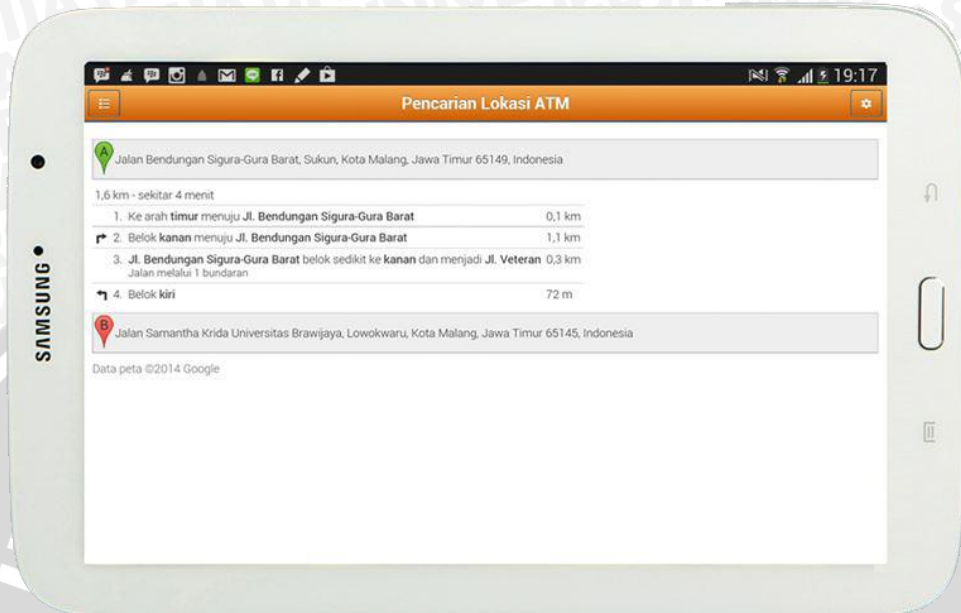 19:17
Pencarian Lokasi ATM
A
Jalan Bendungan Sigura-Gura Barat, Sukun, Kota Malang, Jawa Timur 65149, Indonesia
1,6 km - sekitar 4 menit
1. Ke arah timur menuju Jl. Bendungan Sigura-Gura Barat 0,1 km
2. Belok kanan menuju Jl. Bendungan Sigura-Gura Barat 1,1 km
3. Jl. Bendungan Sigura-Gura Barat belok sedikit ke kanan dan menjadi Jl. Veteran 0,3 km
Jalan melalui 1 bundaran
4. Belok kiri 72 m
B
Jalan Samantha Krida Universitas Brawijaya, Lowokwaru, Kota Malang, Jawa Timur 65145, Indonesia
Data peta ©2014 Google
SAMSUNG